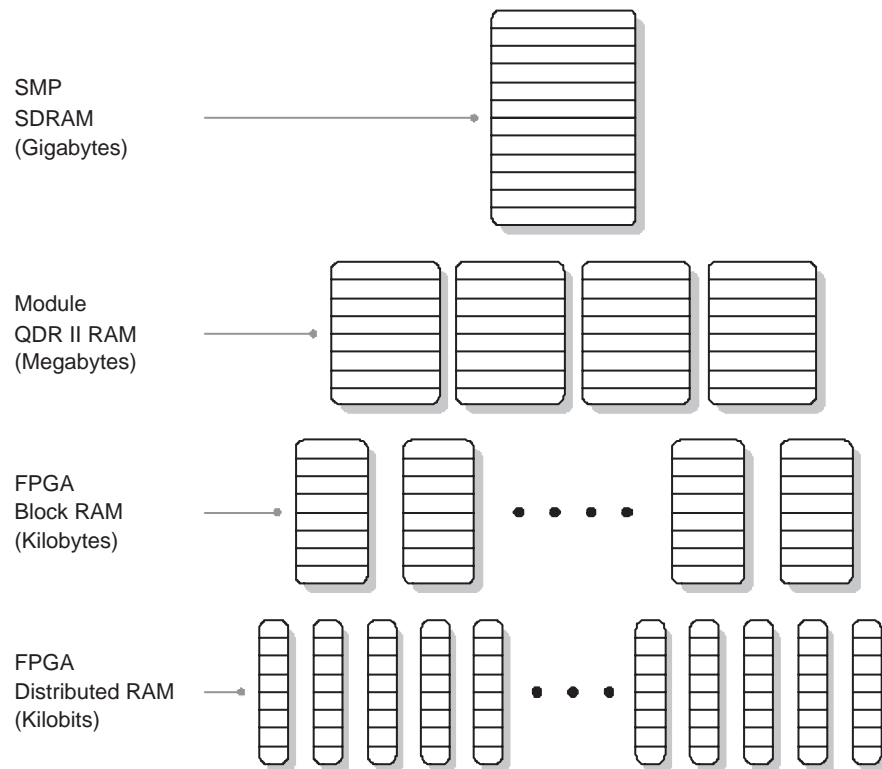 SMP
SDRAM
(Gigabytes)
Module
QDR II RAM
(Megabytes)
FPGA
Block RAM
(Kilobytes)
FPGA
Distributed RAM
(Kilobits)